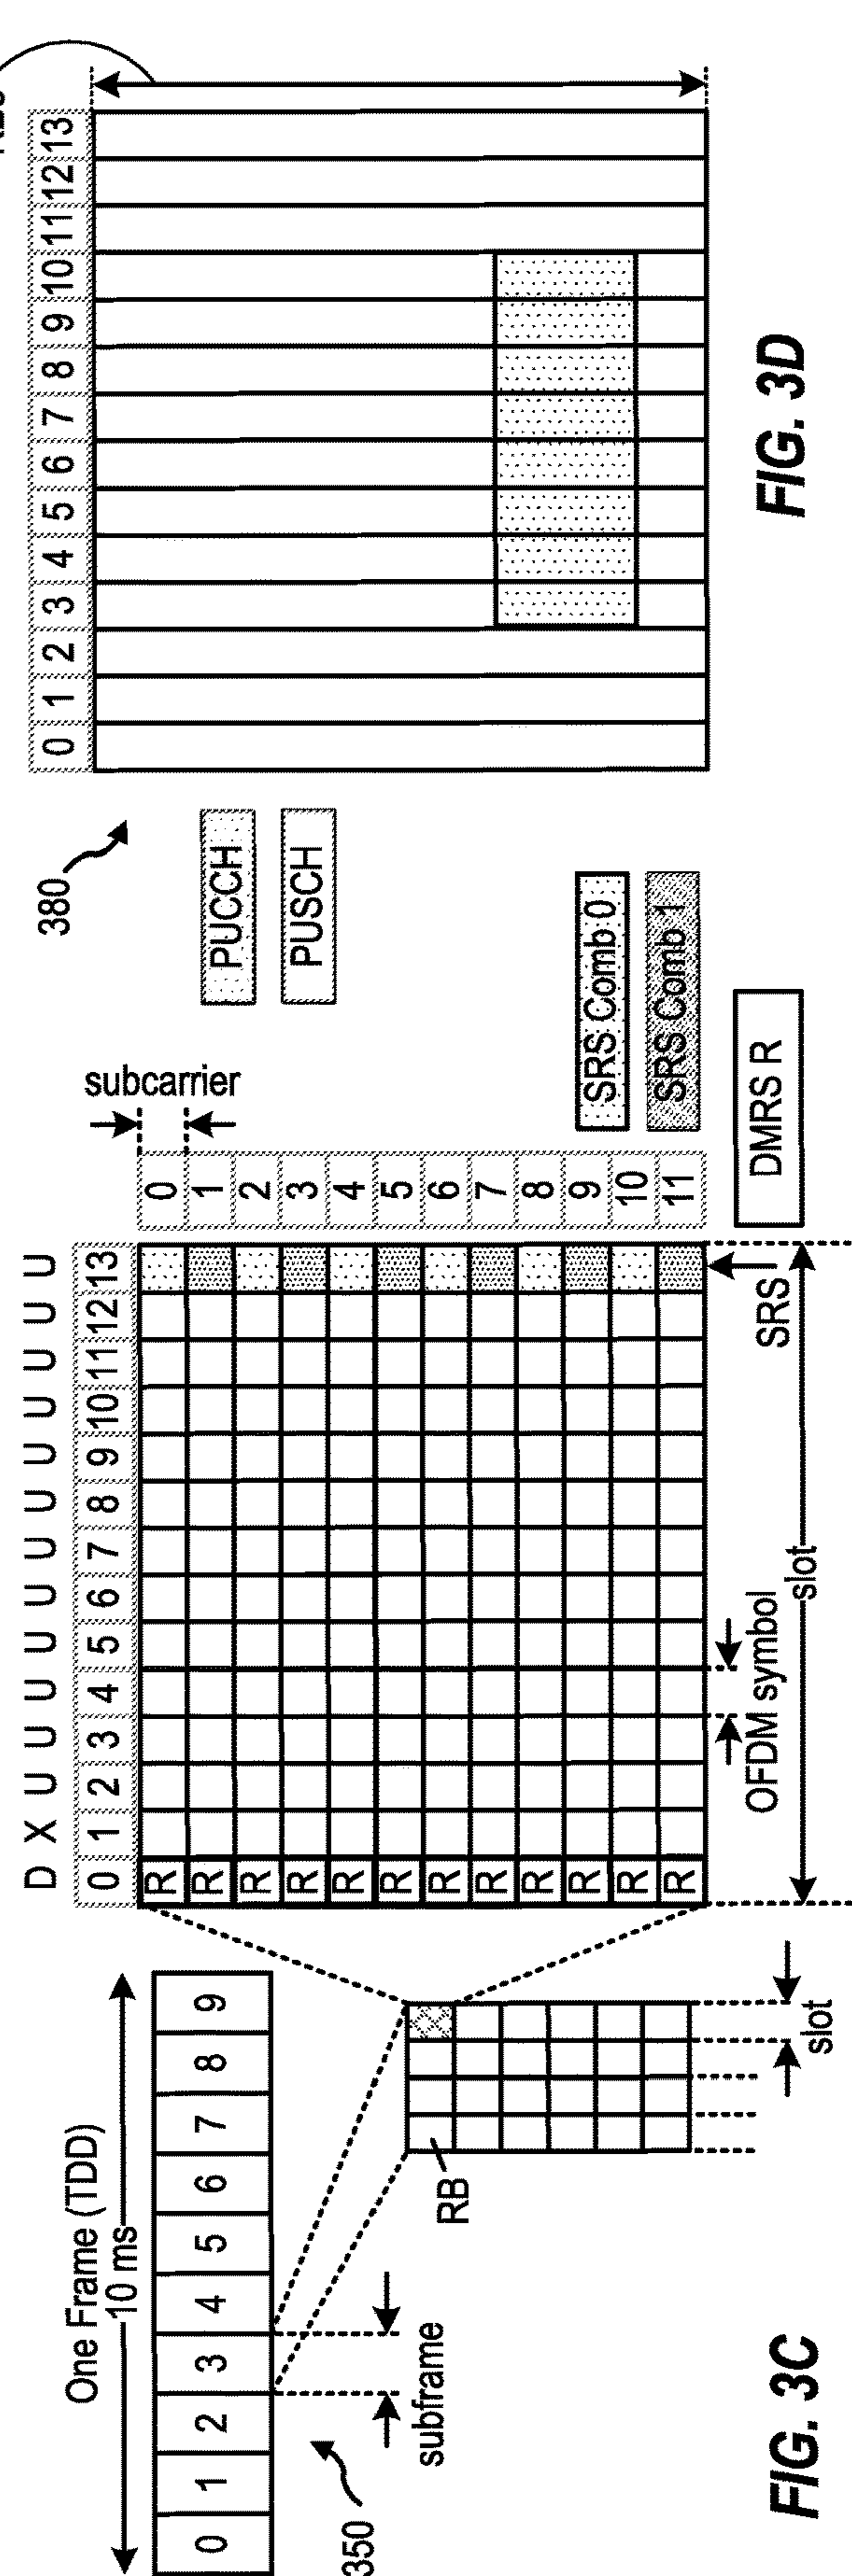 One Frame (TDD)
10 ms
0 1 2 3 4 5 6 7 8 9
350
subframe
RB
slot
FIG. 3C
D X U U U U U U U U U U U U
0 1 2 3 4 5 6 7 8 9 10 11 12 13
R
R
R
R
R
R
R
R
R
R
R
R
subcarrier
0
1
2
3
4
5
6
7
8
9
10
11
OFDM symbol
slot
SRS
DMRS R
SRS Comb 0
SRS Comb 1
PUCCH
PUSCH
380
0 1 2 3 4 5 6 7 8 9 10 11 12 13
FIG. 3D